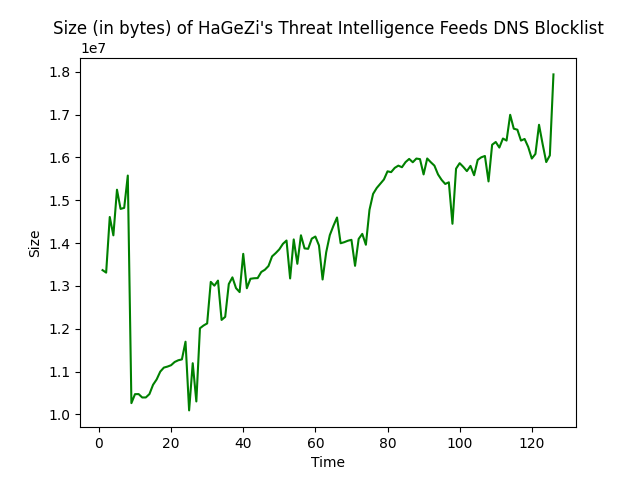 Size (in bytes) of HaGeZi's Threat Intelligence Feeds DNS Blocklist
1e7
1.8
1.7
1.6
1.5
1.4
1.3
1.2
1.1
1.0
Size
0 20 40 60 80 100 120
Time